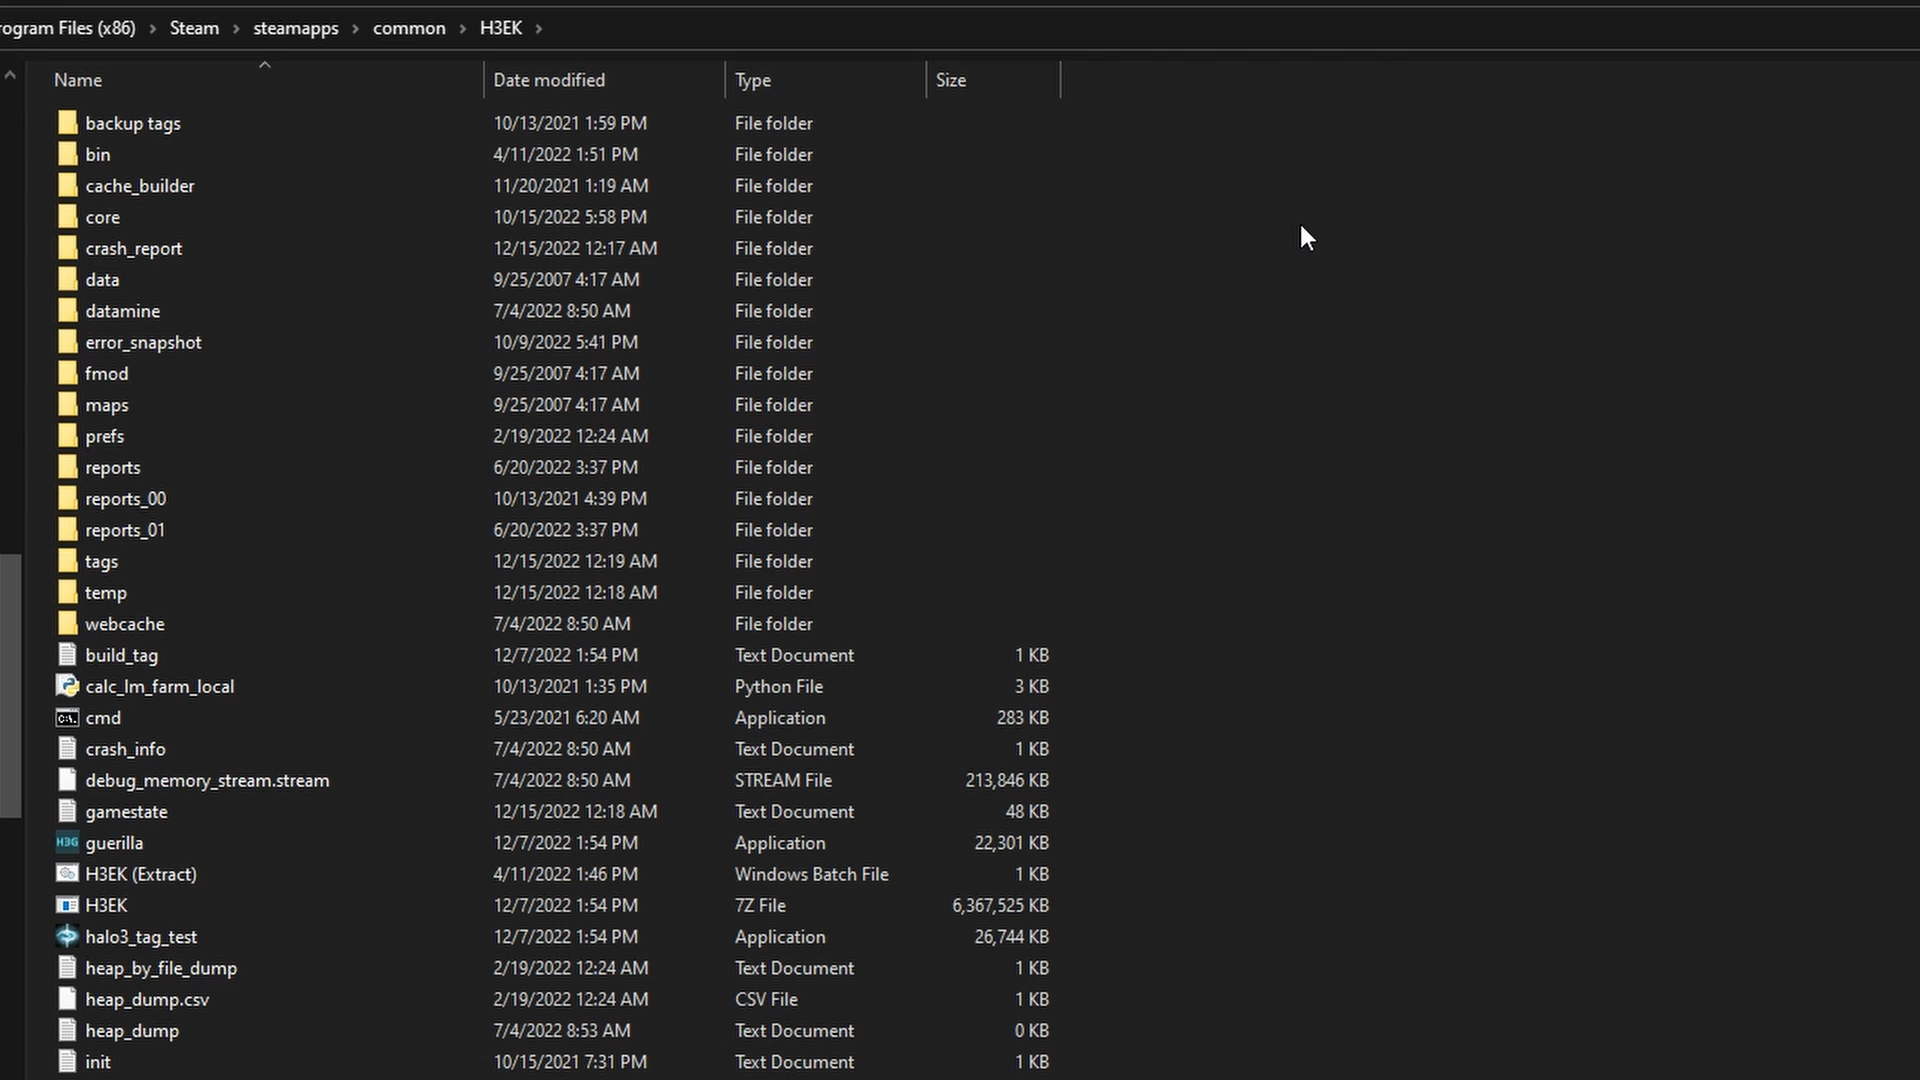 rogram Files (x86) > Steam > steamapps > common > H3EK >
Name Date modified Type Size
backup tags 10/13/2021 1:59 PM File folder
bin 4/11/2022 1:51 PM File folder
cache_builder 11/20/2021 1:19 AM File folder
core 10/15/2022 5:58 PM File folder
crash_report 12/15/2022 12:17 AM File folder
data 9/25/2007 4:17 AM File folder
datamine 7/4/2022 8:50 AM File folder
error_snapshot 10/9/2022 5:41 PM File folder
fmod 9/25/2007 4:17 AM File folder
maps 9/25/2007 4:17 AM File folder
prefs 2/19/2022 12:24 AM File folder
reports 6/20/2022 3:37 PM File folder
reports_00 10/13/2021 4:39 PM File folder
reports_01 6/20/2022 3:37 PM File folder
tags 12/15/2022 12:19 AM File folder
temp 12/15/2022 12:18 AM File folder
webcache 7/4/2022 8:50 AM File folder
build_tag 12/7/2022 1:54 PM Text Document 1 KB
calc_lm_farm_local 10/13/2021 1:35 PM Python File 3 KB
C:\. cmd 5/23/2021 6:20 AM Application 283 KB
crash_info 7/4/2022 8:50 AM Text Document 1 KB
debug_memory_stream.stream 7/4/2022 8:50 AM STREAM File 213,846 KB
gamestate 12/15/2022 12:18 AM Text Document 48 KB
H3G guerilla 12/7/2022 1:54 PM Application 22,301 KB
H3EK (Extract) 4/11/2022 1:46 PM Windows Batch File 1 KB
H3EK 12/7/2022 1:54 PM 7Z File 6,367,525 KB
halo3_tag_test 12/7/2022 1:54 PM Application 26,744 KB
heap_by_file_dump 2/19/2022 12:24 AM Text Document 1 KB
heap_dump.csv 2/19/2022 12:24 AM CSV File 1 KB
heap_dump 7/4/2022 8:53 AM Text Document 0 KB
init 10/15/2021 7:31 PM Text Document 1 KB